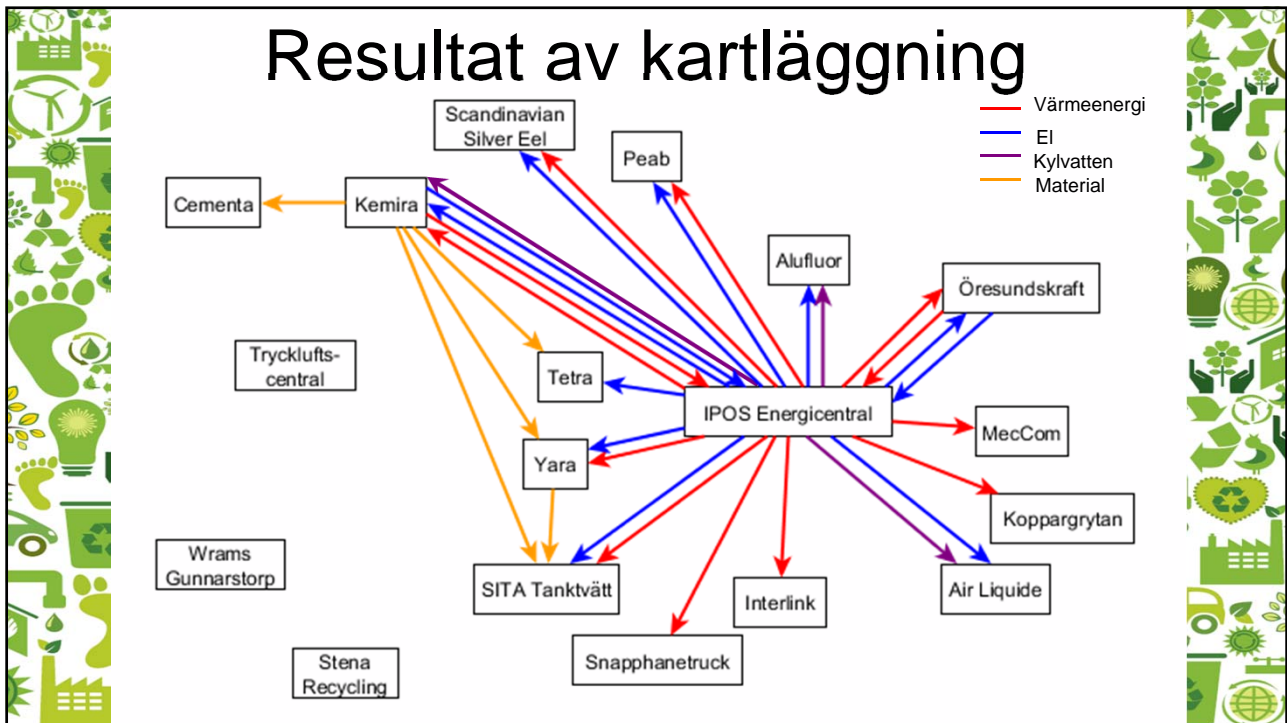 Resultat av kartläggning
Värmeenergi
El
Kylvatten
Material
Scandinavian
Silver Eel
Peab
Cementa
Kemira
Alufluor
Öresundskraft
Trycklufts-
central
Tetra
IPOS Energicentral
MecCom
Yara
Koppargrytan
Wrams
Gunnarstorp
SITA Tanktvätt
Interlink
Air Liquide
Snapphanetruck
Stena
Recycling